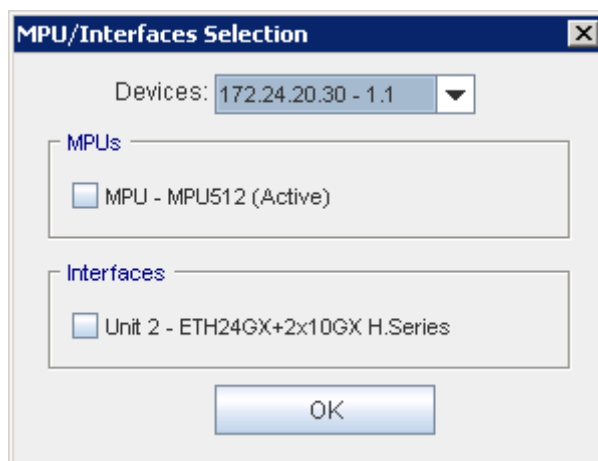 MPU/Interfaces Selection
Devices: 172.24.20.30 - 1.1
MPUs
MPU - MPU512 (Active)
Interfaces
Unit 2 - ETH24GX+2x10GX H.Series
OK